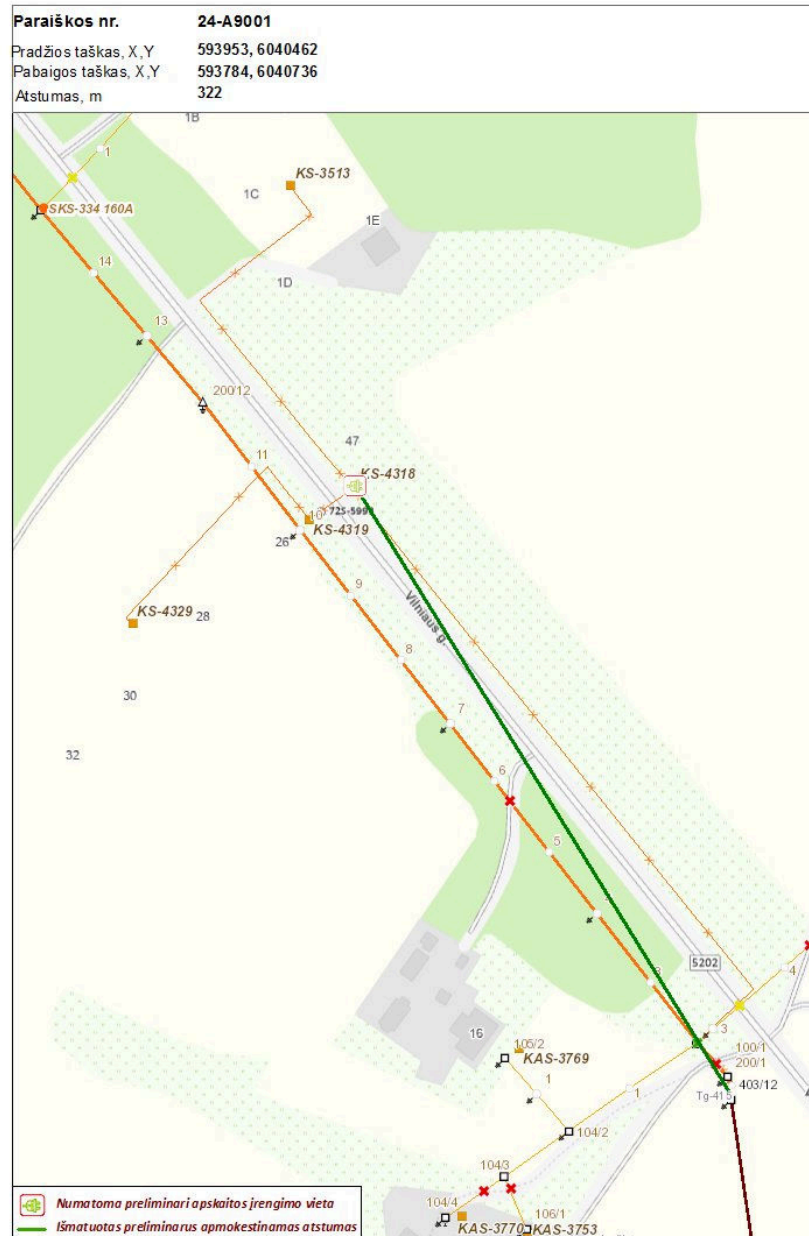 Paraiškos nr. 24-A9001
Pradžios taškas, X,Y 593953, 6040462
Pabaigos taškas, X,Y 593784, 6040736
Atstumas, m 322
1B
1
KS-3513
1C
SKS-334 160A
1E
14
1D
13
200/12
47
11
KS-4318
10
KS-4319
26
9
Vilniaus g.
KS-4329
28
8
30
7
32
6
5
3
5202
4
16
106/2
KAS-3769
3
100/1
200/1
403/12
1
1
104/2
104/3
104/4
106/1
KAS-3770
KAS-3753
Numatoma preliminari apskaitos įrengimo vieta
Išmatuotas preliminarus apmokestinamas atstumas